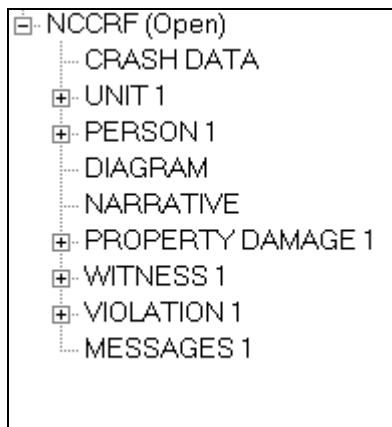 NCCRF (Open)
CRASH DATA
UNIT 1
PERSON 1
DIAGRAM
NARRATIVE
PROPERTY DAMAGE 1
WITNESS 1
VIOLATION 1
MESSAGES 1